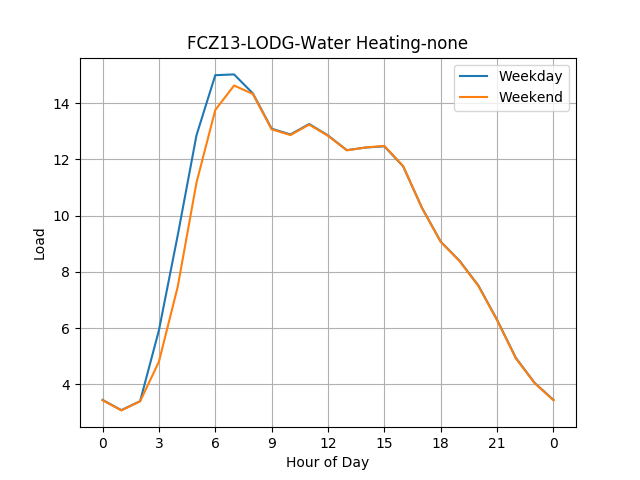 FCZ13-LODG-Water Heating-none
Weekday
Weekend
14
12
10
8
6
4
Load
0 3 6 9 12 15 18 21 0
Hour of Day